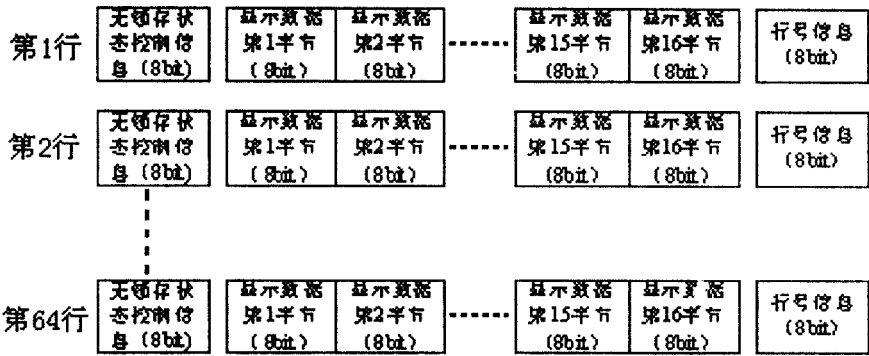 第1行
无锁存状
态控制信
息 (8bit)
显示数据
第1字节
(8bit)
显示数据
第2字节
(8bit)
显示数据
第15字节
(8bit)
显示数据
第16字节
(8bit)
行号信息
(8bit)
第2行
无锁存状
态控制信
息 (8bit)
显示数据
第1字节
(8bit)
显示数据
第2字节
(8bit)
显示数据
第15字节
(8bit)
显示数据
第16字节
(8bit)
行号信息
(8bit)
第64行
无锁存状
态控制信
息 (8bit)
显示数据
第1字节
(8bit)
显示数据
第2字节
(8bit)
显示数据
第15字节
(8bit)
显示数据
第16字节
(8bit)
行号信息
(8bit)